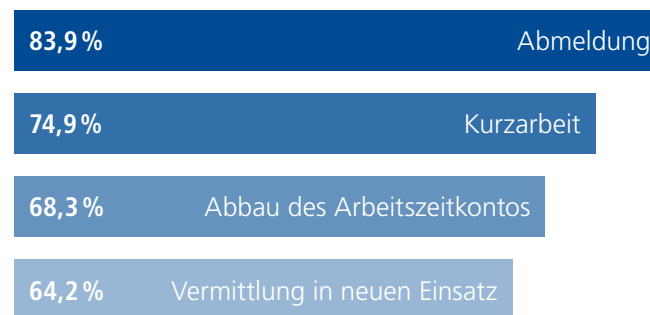 83,9 % Abmeldung
74,9 % Kurzarbeit
68,3 % Abbau des Arbeitszeitkontos
64,2 % Vermittlung in neuen Einsatz